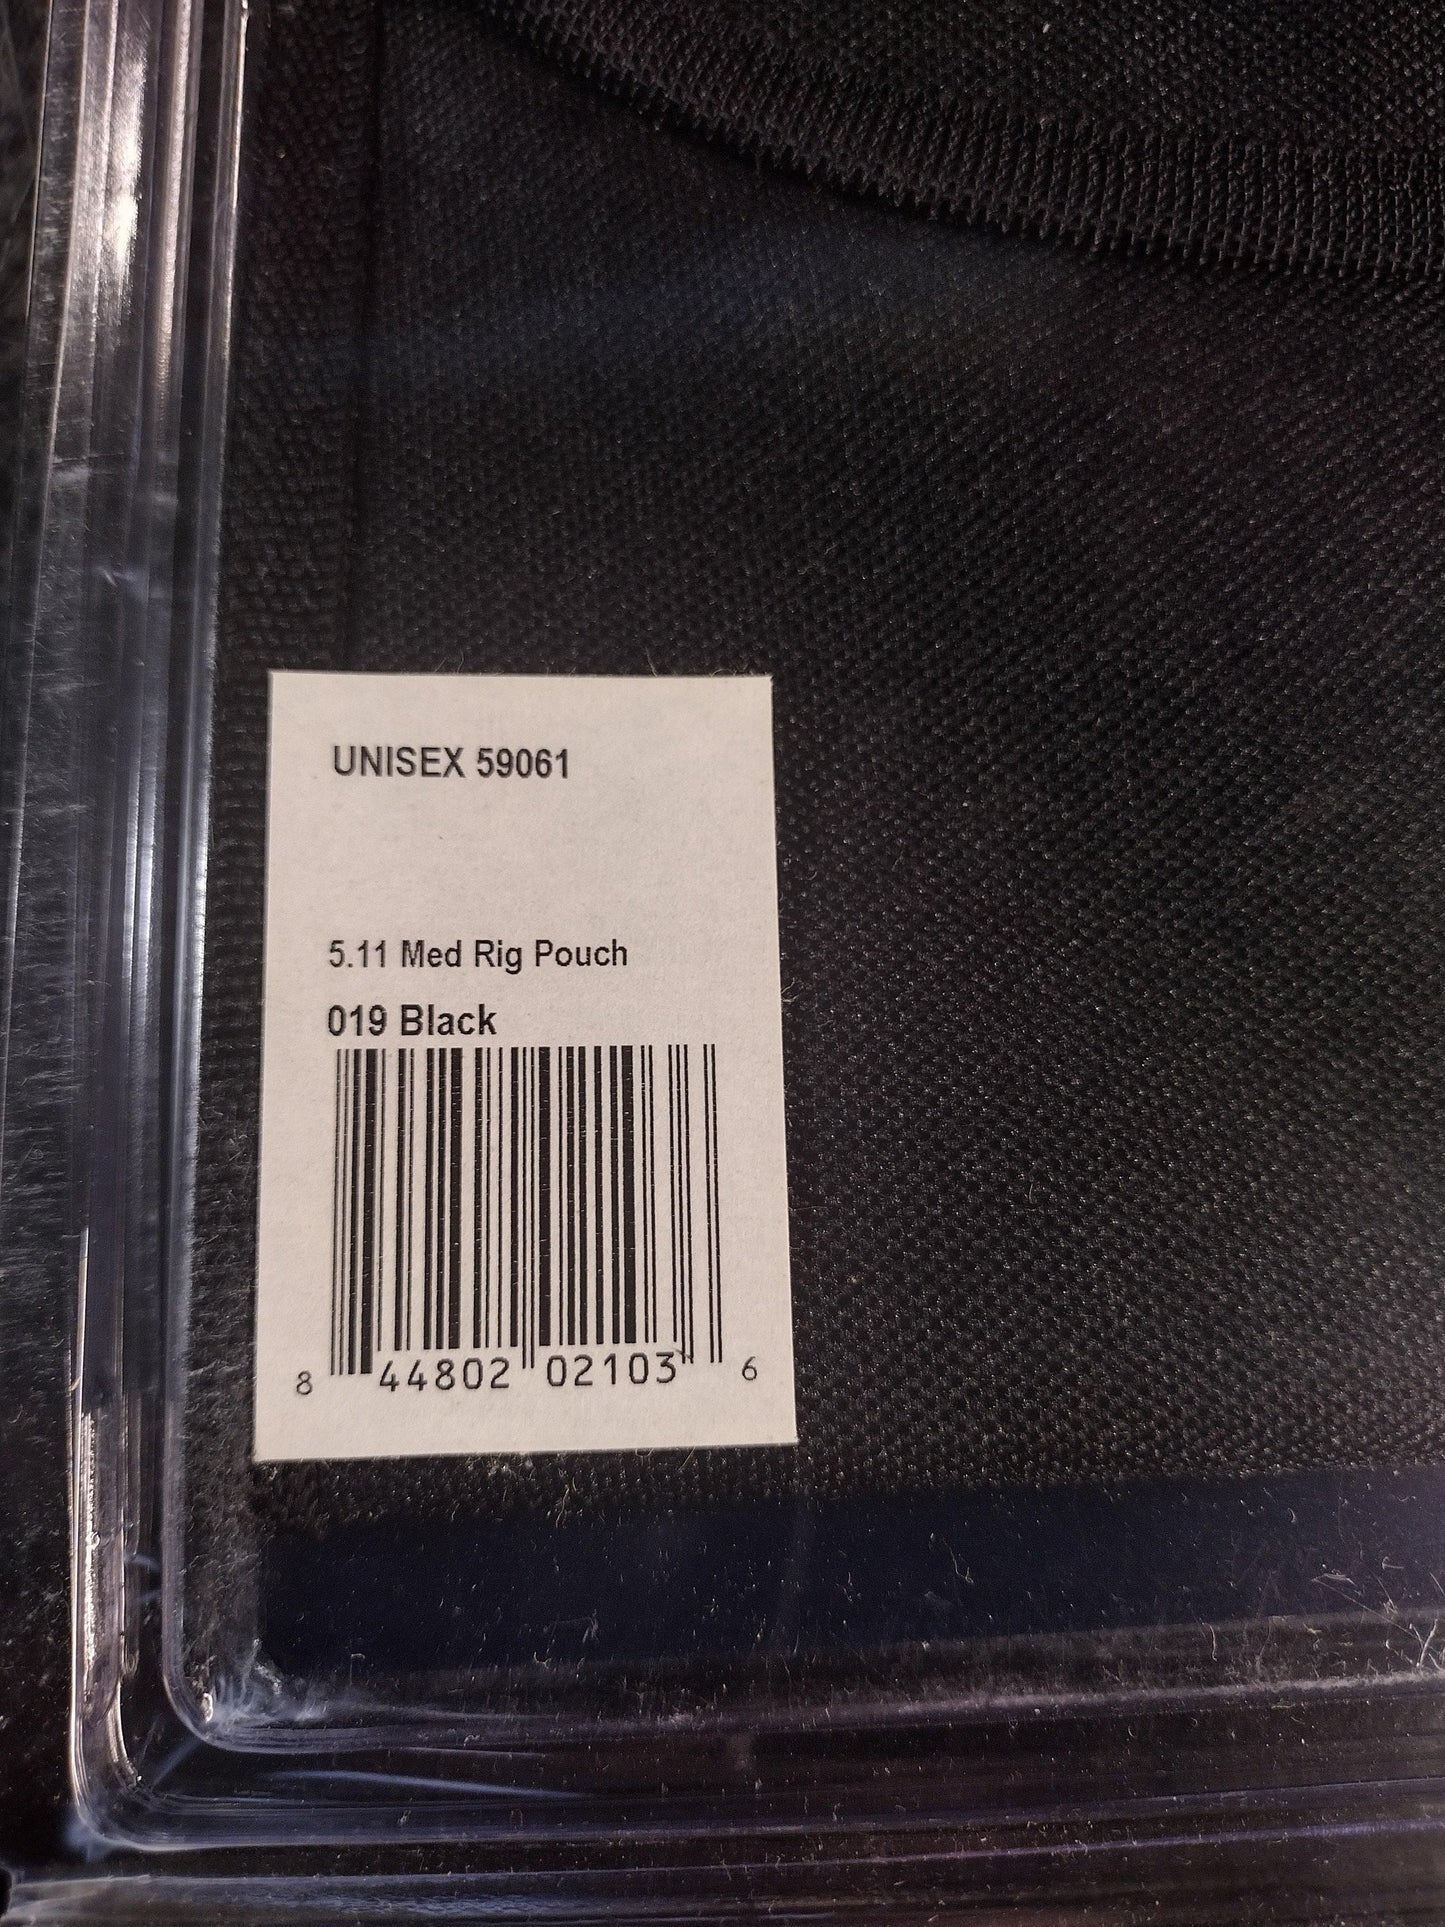 UNISEX 59061
5.11 Med Rig Pouch
019 Black
8 44802 02103 6